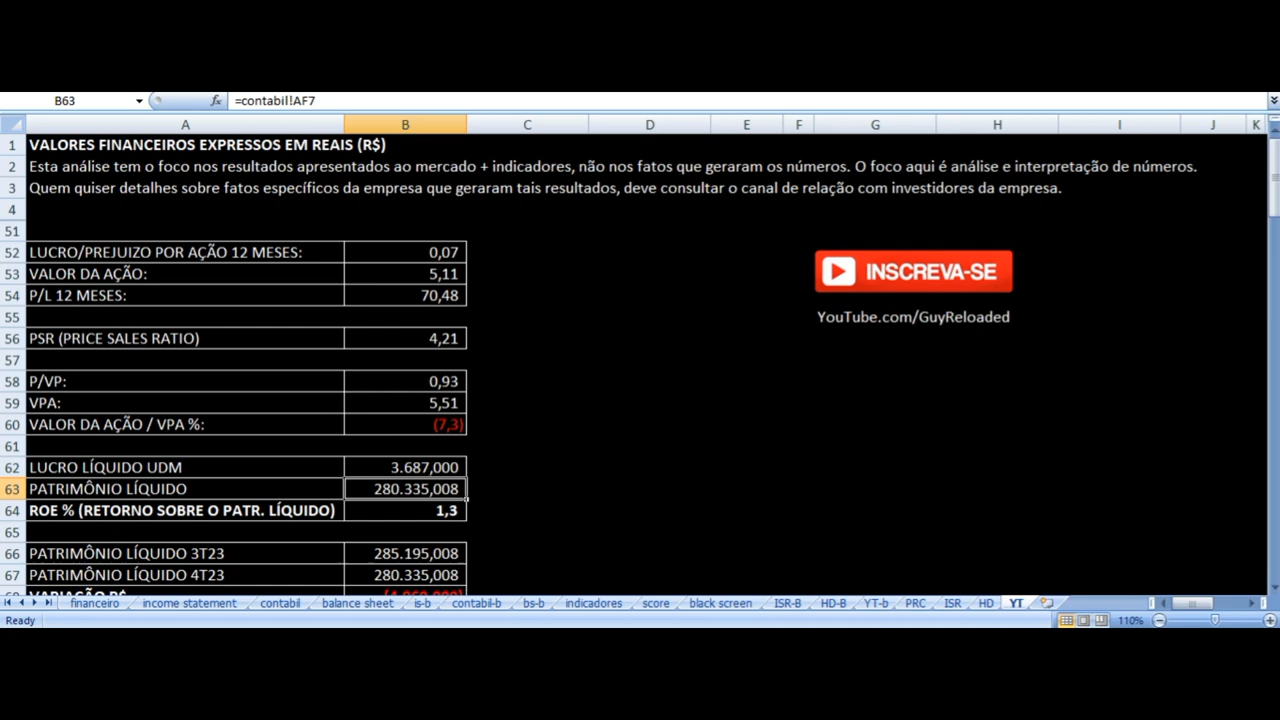 B63 fx =contabil!AF7
A B C D E F G H I J K
1 VALORES FINANCEIROS EXPRESSOS EM REAIS (R$)
2 Esta análise tem o foco nos resultados apresentados ao mercado + indicadores, não nos fatos que geraram os números. O foco aqui é análise e interpretação de números.
3 Quem quiser detalhes sobre fatos específicos da empresa que geraram tais resultados, deve consultar o canal de relação com investidores da empresa.
4
51
52 LUCRO/PREJUIZO POR AÇÃO 12 MESES: 0,07
53 VALOR DA AÇÃO: 5,11
INSCREVA-SE
54 P/L 12 MESES: 70,48
55
YouTube.com/GuyReloaded
56 PSR (PRICE SALES RATIO) 4,21
57
58 P/VP: 0,93
59 VPA: 5,51
60 VALOR DA AÇÃO / VPA %: (7,3)
61
62 LUCRO LÍQUIDO UDM 3.687,000
63 PATRIMÔNIO LÍQUIDO 280.335,008
64 ROE % (RETORNO SOBRE O PATR. LÍQUIDO) 1,3
65
66 PATRIMÔNIO LÍQUIDO 3T23 285.195,008
67 PATRIMÔNIO LÍQUIDO 4T23 280.335,008
financeiro income statement contabil balance sheet is-b contabil-b bs-b indicadores score black screen ISR-B HD-B YT-b PRC ISR HD YT
Ready 110%